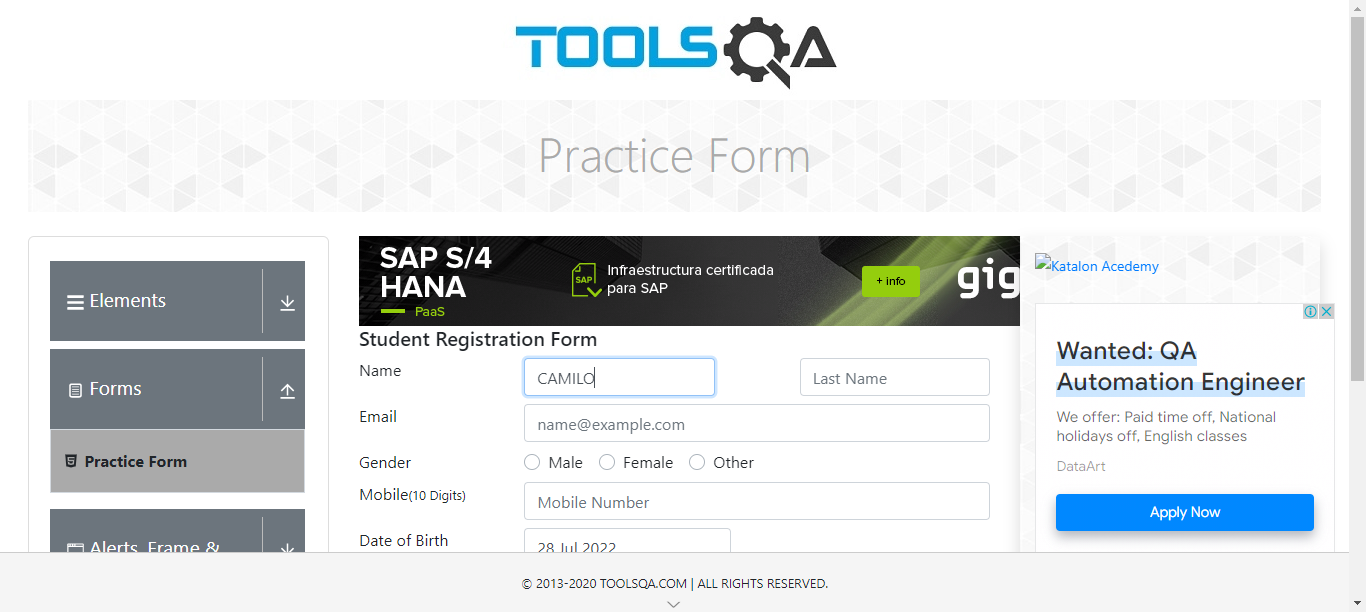 TOOLSQA
Practice Form
Elements
Forms
Practice Form
Alerts, Frame &
SAP S/4
HANA
PaaS
SAP
Infraestructura certificada
para SAP
+ info
gig
Student Registration Form
Name
CAMILO
Last Name
Email
name@example.com
Gender
Male
Female
Other
Mobile(10 Digits)
Mobile Number
Date of Birth
28 Jul 2022
Katalon Acedemy
Wanted: QA
Automation Engineer
We offer: Paid time off, National
holidays off, English classes
DataArt
Apply Now
© 2013-2020 TOOLSQA.COM | ALL RIGHTS RESERVED.